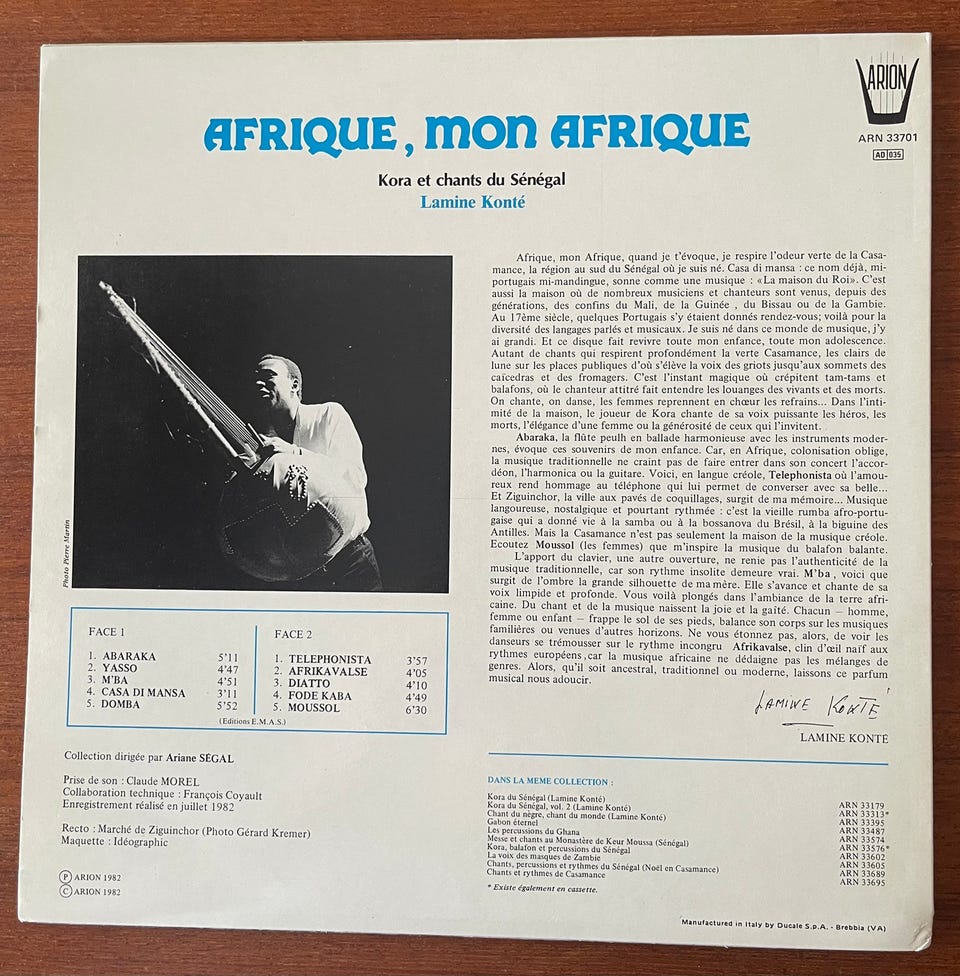 ARION
ARN 33701
AD 035
AFRIQUE, MON AFRIQUE
Kora et chants du Sénégal
Lamine Konté
Photo Pierre Martin
Afrique, mon Afrique, quand je t'évoque, je respire l'odeur verte de la Casa-
mance, la région au sud du Sénégal où je suis né. Casa di mansa : ce nom déjà, mi-
portugais mi-mandingue, sonne comme une musique : «La maison du Roi». C'est
aussi la maison où de nombreux musiciens et chanteurs sont venus, depuis des
générations, des confins du Mali, de la Guinée , du Bissau ou de la Gambie.
Au 17ème siècle, quelques Portugais s'y étaient donnés rendez-vous; voilà pour la
diversité des langages parlés et musicaux. Je suis né dans ce monde de musique, j'y
ai grandi. Et ce disque fait revivre toute mon enfance, toute mon adolescence.
Autant de chants qui respirent profondément la verte Casamance, les clairs de
lune sur les places publiques d'où s'élève la voix des griots jusqu'aux sommets des
caïcedras et des fromagers. C'est l'instant magique où crépitent tam-tams et
balafons, où le chanteur attitré fait entendre les louanges des vivants et des morts.
On chante, on danse, les femmes reprennent en chœur les refrains... Dans l'inti-
mité de la maison, le joueur de Kora chante de sa voix puissante les héros, les
morts, l'élégance d'une femme ou la générosité de ceux qui l'invitent.
Abaraka, la flûte peulh en ballade harmonieuse avec les instruments moder-
nes, évoque ces souvenirs de mon enfance. Car, en Afrique, colonisation oblige,
la musique traditionnelle ne craint pas de faire entrer dans son concert l'accor-
déon, l'harmonica ou la guitare. Voici, en langue créole, Telephonista où l'amou-
reux rend hommage au téléphone qui lui permet de converser avec sa belle...
Et Ziguinchor, la ville aux pavés de coquillages, surgit de ma mémoire... Musique
langoureuse, nostalgique et pourtant rythmée : c'est la vieille rumba afro-portu-
gaise qui a donné vie à la samba ou à la bossanova du Brésil, à la biguine des
Antilles. Mais la Casamance n'est pas seulement la maison de la musique créole.
Ecoutez Moussol (les femmes) que m'inspire la musique du balafon balante.
L'apport du clavier, une autre ouverture, ne renie pas l'authenticité de la
musique traditionnelle, car son rythme insolite demeure vrai. M'ba , voici que
surgit de l'ombre la grande silhouette de ma mère. Elle s'avance et chante de sa
voix limpide et profonde. Vous voilà plongés dans l'ambiance de la terre afri-
caine. Du chant et de la musique naissent la joie et la gaîté. Chacun — homme,
femme ou enfant — frappe le sol de ses pieds, balance son corps sur les musiques
familières ou venues d'autres horizons. Ne vous étonnez pas, alors, de voir les
danseurs se trémousser sur le rythme incongru Afrikavalse, clin d'œil naïf aux
rythmes européens,car la musique africaine ne dédaigne pas les mélanges de
genres. Alors, qu'il soit ancestral, traditionnel ou moderne, laissons ce parfum
musical nous adoucir.
LAMINE KONTÉ
LAMINE KONTÉ
FACE 1
1. ABARAKA 5'11
2. YASSO 4'47
3. M'BA 4'51
4. CASA DI MANSA 3'11
5. DOMBA 5'52
FACE 2
1. TELEPHONISTA 3'57
2. AFRIKAVALSE 4'05
3. DIATTO 4'10
4. FODE KABA 4'49
5. MOUSSOL 6'30
(Editions E.M.A.S.)
Collection dirigée par Ariane SÉGAL
Prise de son : Claude MOREL
Collaboration technique : François Coyault
Enregistrement réalisé en juillet 1982
Recto : Marché de Ziguinchor (Photo Gérard Kremer)
Maquette : Idéographic
Ⓟ ARION 1982
Ⓒ ARION 1982
DANS LA MEME COLLECTION :
Kora du Sénégal (Lamine Konté) ARN 33179
Kora du Sénégal, vol. 2 (Lamine Konté) ARN 33313*
Chant du nègre, chant du monde (Lamine Konté) ARN 33395
Gabon éternel ARN 33487
Les percussions du Ghana ARN 33574
Messe et chants au Monastère de Keur Moussa (Sénégal) ARN 33576*
Kora, balafon et percussions du Sénégal ARN 33602
La voix des masques de Zambie ARN 33605
Chants, percussions et rythmes du Sénégal (Noël en Casamance) ARN 33689
Chants et rythmes de Casamance ARN 33695
* Existe également en cassette.
Manufactured in Italy by Ducale S.p.A. - Brebbia (VA)